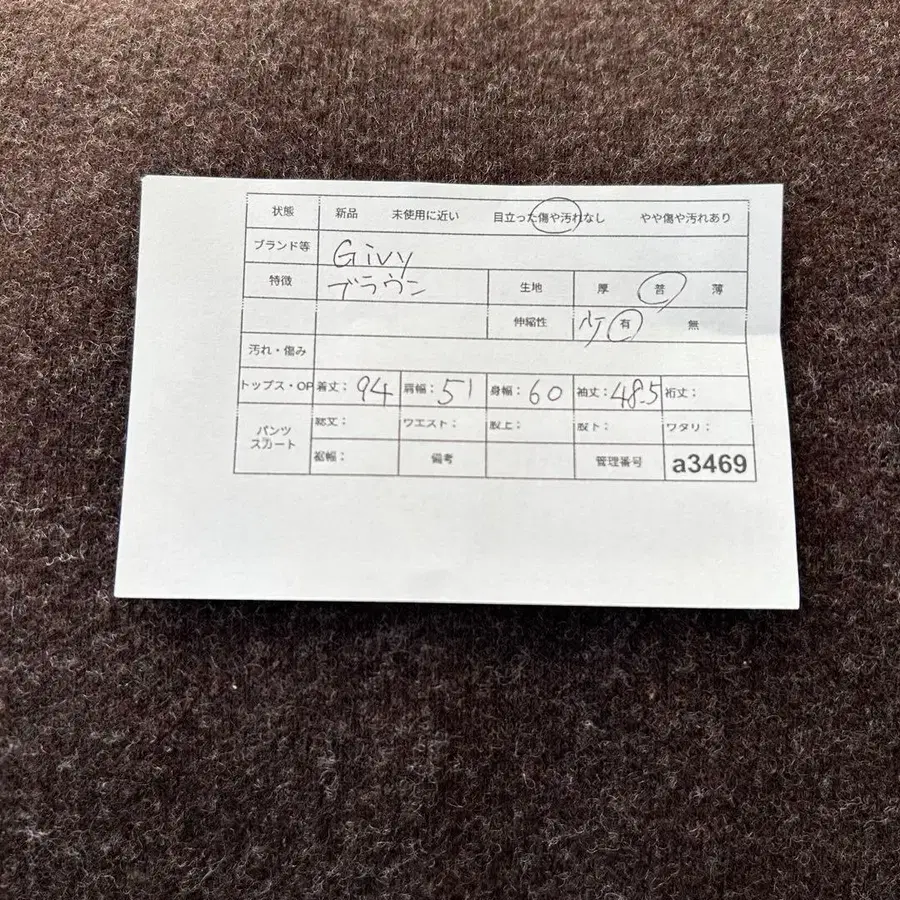 状態 新品 未使用に近い 目立った傷や汚れなし やや傷や汚れあり
ブランド等 Givy
特徴 ブラウン 生地 厚 普 薄
伸縮性 少 有 無
汚れ・傷み
トップス・OP 着丈: 94 肩幅: 51 身幅: 60 袖丈: 48.5 裄丈:
パンツ スカート 総丈: ウエスト: 股上: 股下: ワタリ:
裾幅: 備考 管理番号 a3469